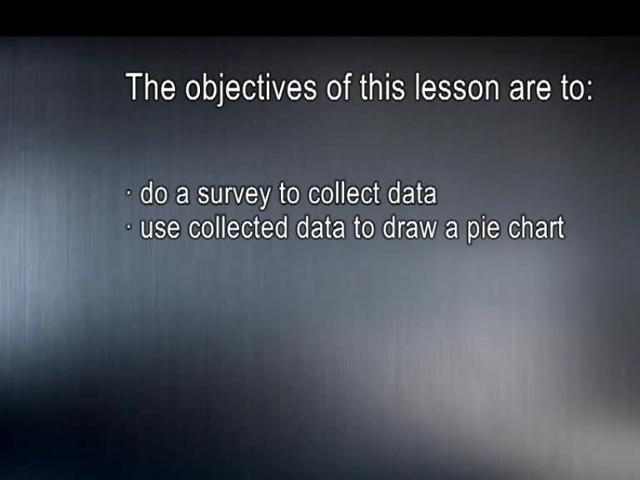 The objectives of this lesson are to:
· do a survey to collect data
· use collected data to draw a pie chart